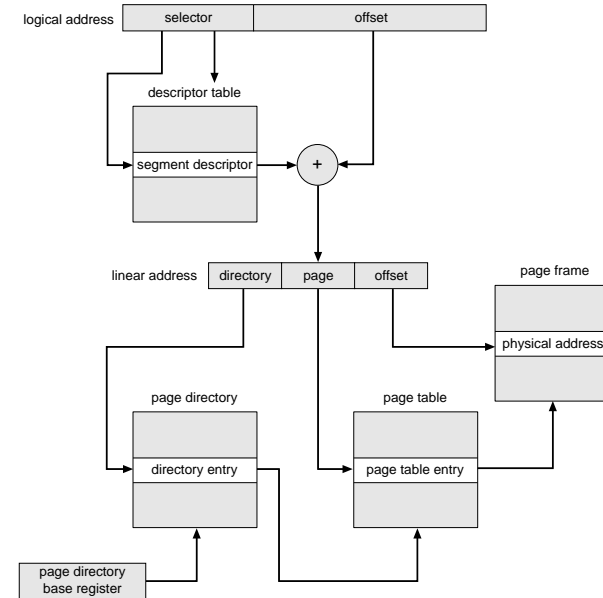 logical address
selector
offset
descriptor table
segment descriptor
+
linear address
directory
page
offset
page frame
physical address
page directory
page table
directory entry
page table entry
page directory
base register